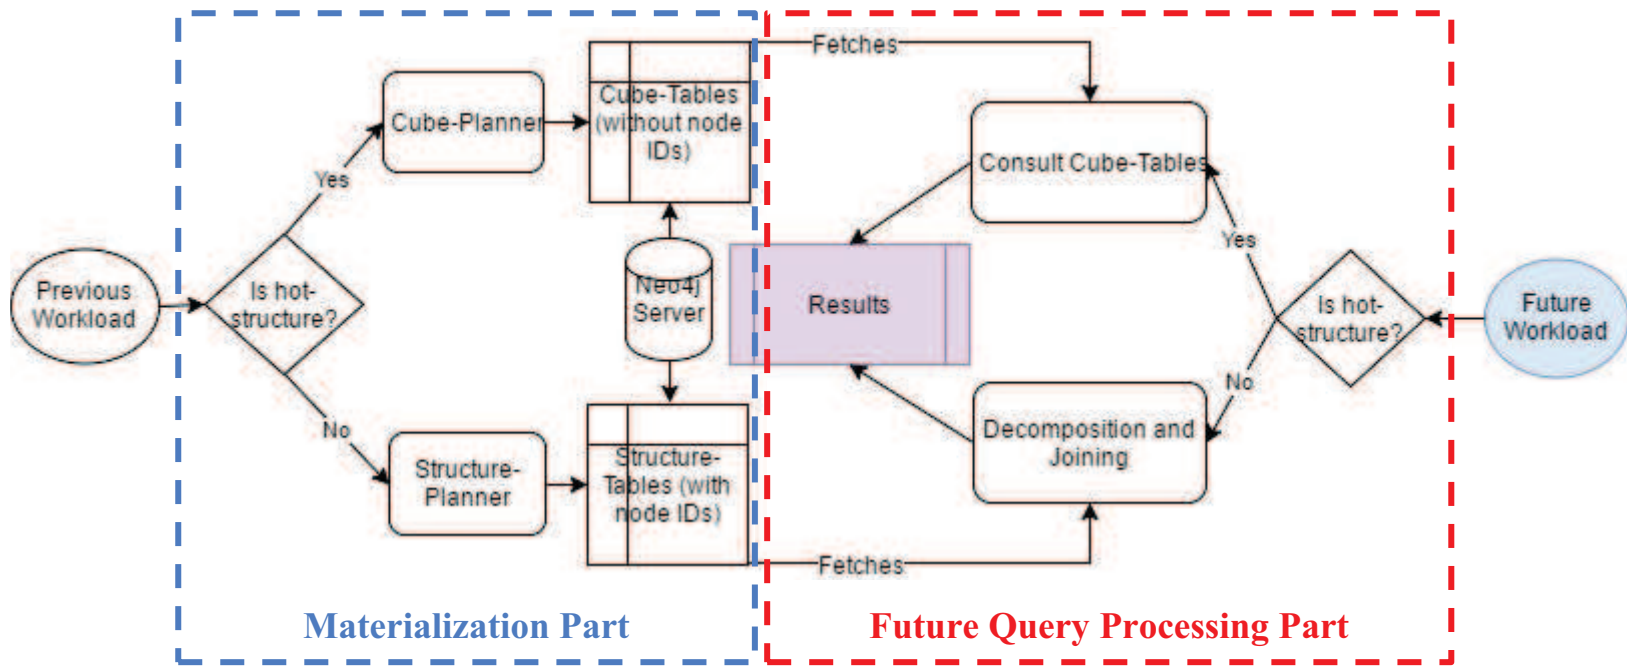 Fetches
Cube-Planner
Cube-Tables
(without node
IDs)
Consult Cube-Tables
Yes
Yes
Previous
Workload
Is hot-
structure?
Neo4j
Server
Results
Is hot-
structure?
Future
Workload
No
No
Structure-
Planner
Structure-
Tables (with
node IDs)
Decomposition and
Joining
Fetches
Materialization Part
Future Query Processing Part